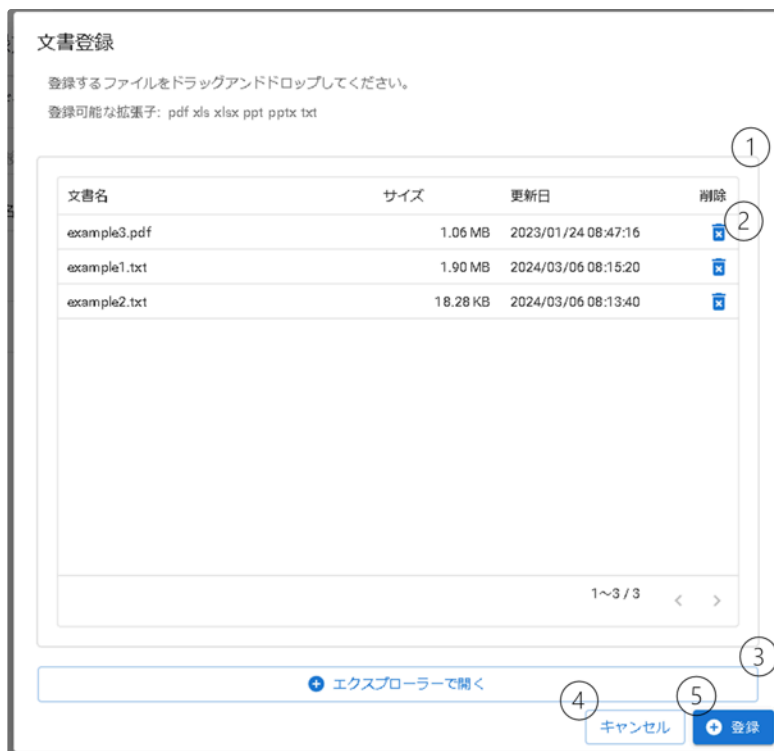 文書登録
登録するファイルをドラッグアンドドロップしてください。
登録可能な拡張子: pdf xls xlsx ppt pptx txt
1
文書名 サイズ 更新日 削除
example3.pdf 1.06 MB 2023/01/24 08:47:16 2
example1.txt 1.90 MB 2024/03/06 08:15:20
example2.txt 18.28 KB 2024/03/06 08:13:40
1～3 / 3
3
エクスプローラーで開く
4 5
キャンセル 登録